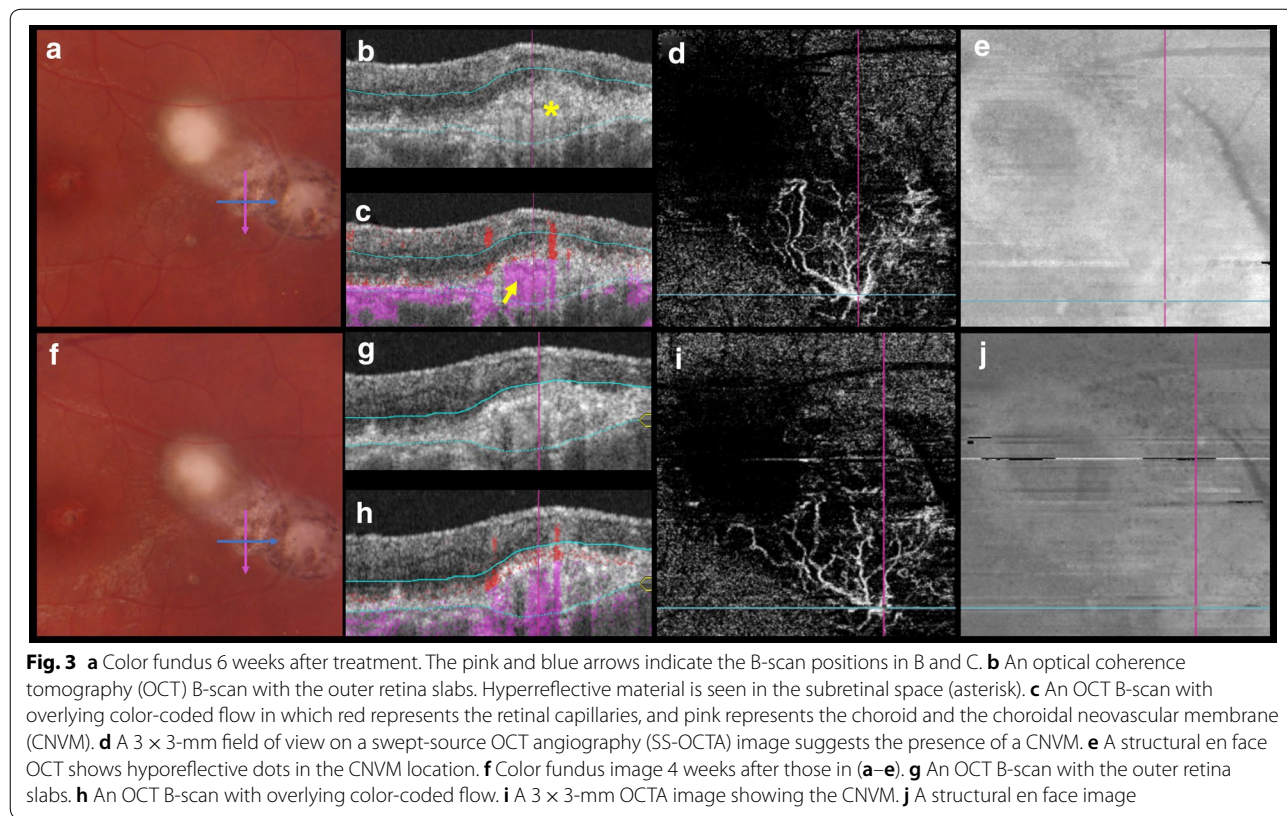 a
b
*
c
d
e
f
g
h
i
j
Fig. 3 a Color fundus 6 weeks after treatment. The pink and blue arrows indicate the B-scan positions in B and C. b An optical coherence
tomography (OCT) B-scan with the outer retina slabs. Hyperreflective material is seen in the subretinal space (asterisk). c An OCT B-scan with
overlying color-coded flow in which red represents the retinal capillaries, and pink represents the choroid and the choroidal neovascular membrane
(CNVM). d A 3 × 3-mm field of view on a swept-source OCT angiography (SS-OCTA) image suggests the presence of a CNVM. e A structural en face
OCT shows hyporeflective dots in the CNVM location. f Color fundus image 4 weeks after those in (a–e). g An OCT B-scan with the outer retina
slabs. h An OCT B-scan with overlying color-coded flow. i A 3 × 3-mm OCTA image showing the CNVM. j A structural en face image